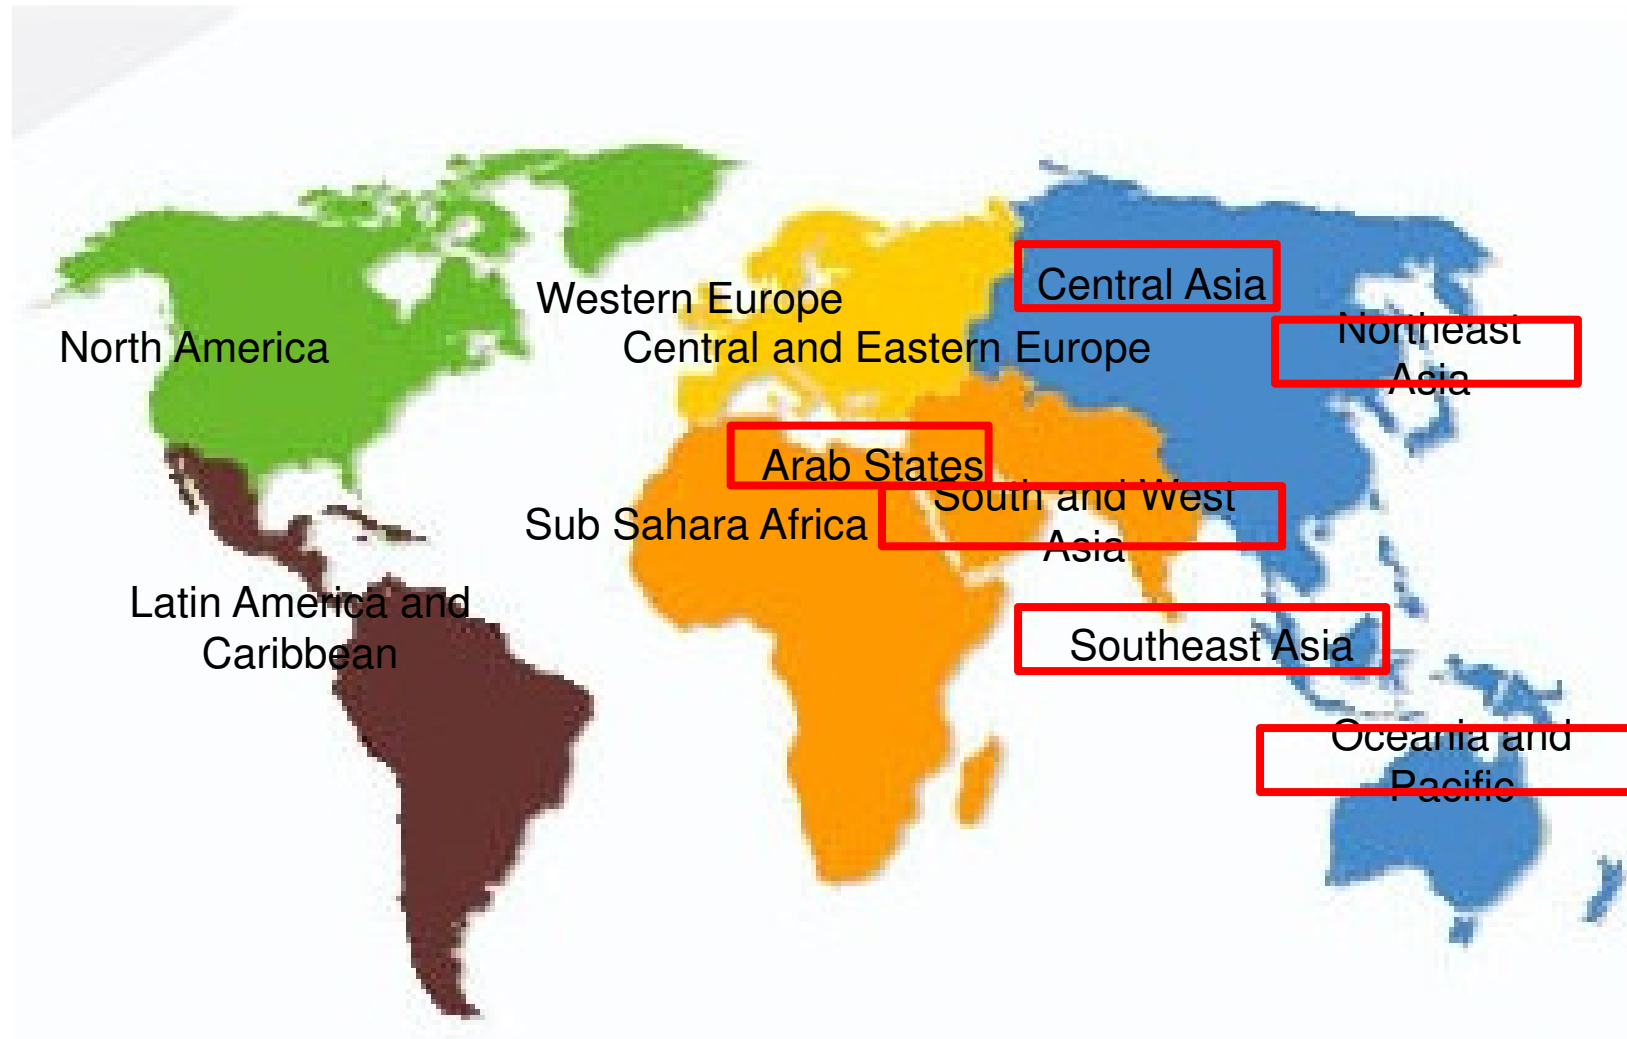 Central Asia
Western Europe
Northeast
Asia
North America
Central and Eastern Europe
Arab States
South and West
Asia
Sub Sahara Africa
Latin America and
Caribbean
Southeast Asia
Oceania and
Pacific